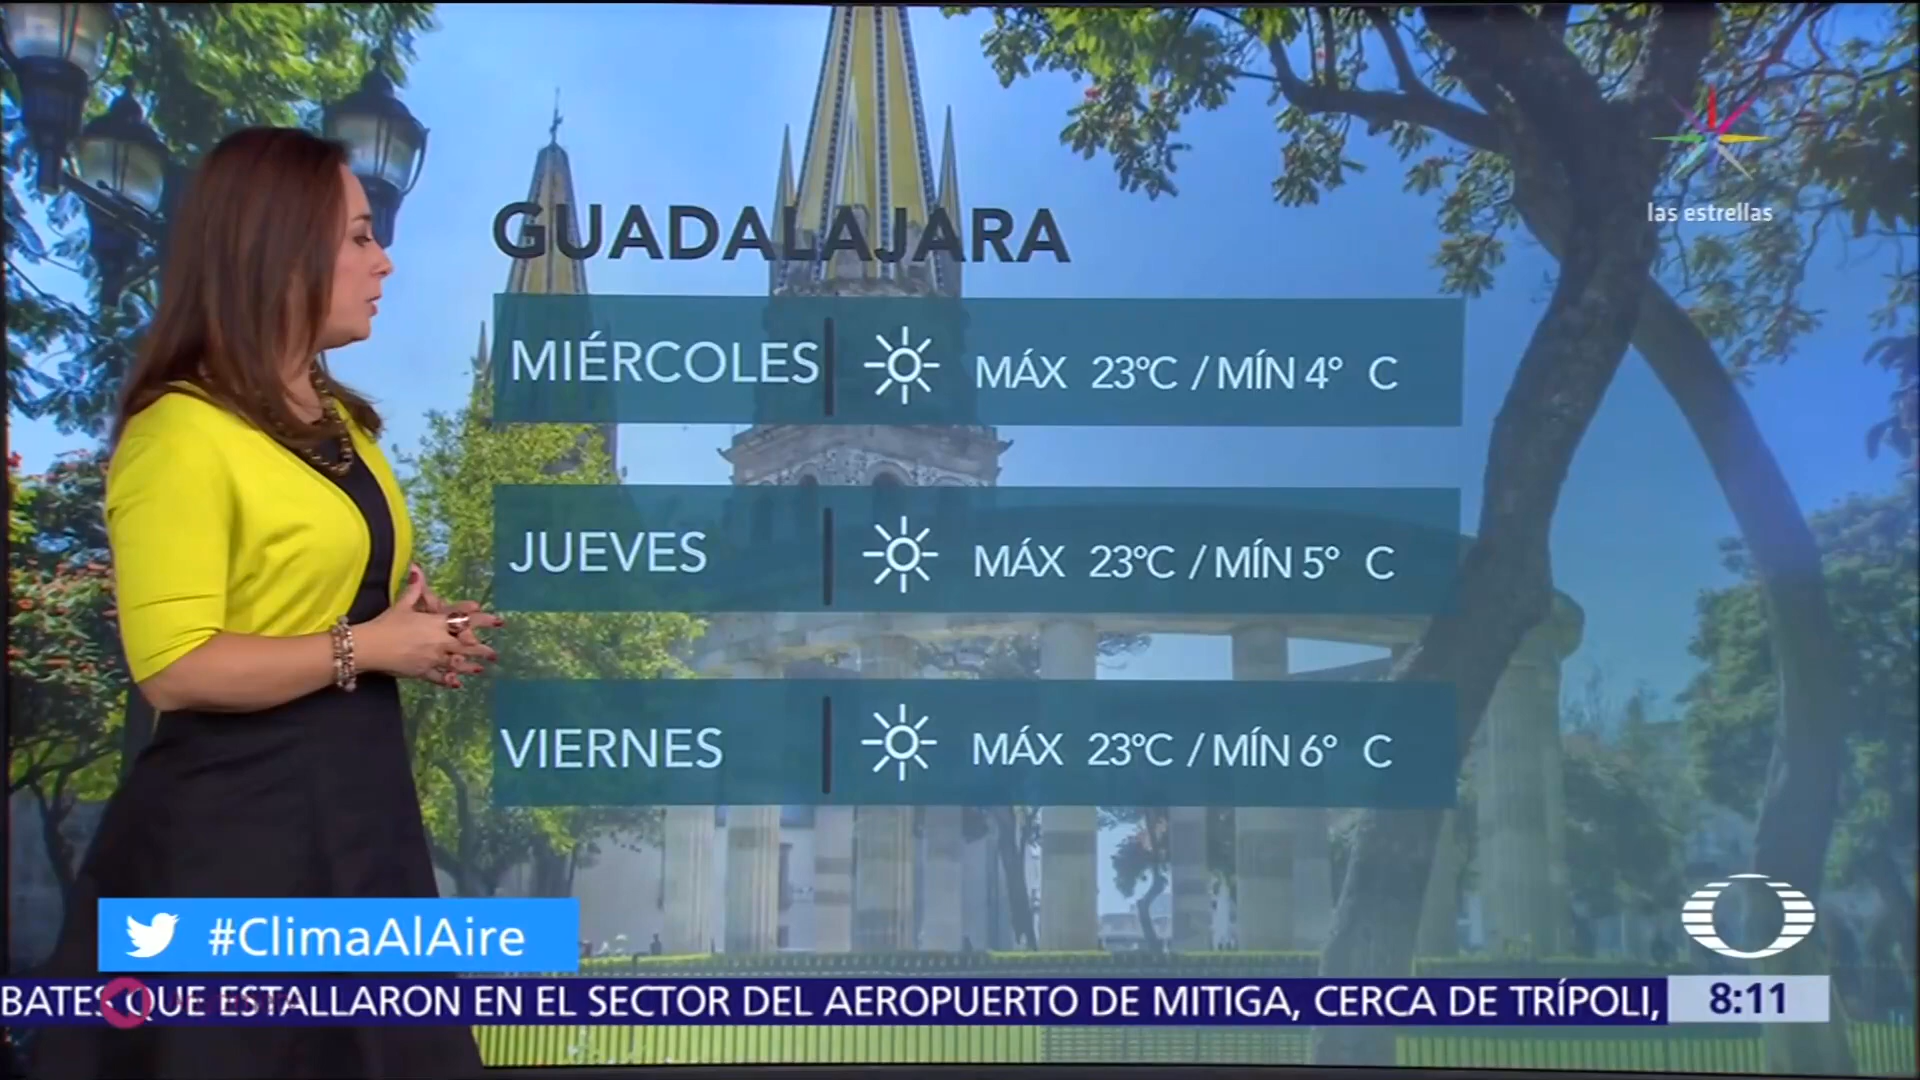 las estrellas
GUADALAJARA
MIÉRCOLES MÁX 23°C / MÍN 4° C
JUEVES MÁX 23°C / MÍN 5° C
VIERNES MÁX 23°C / MÍN 6° C
#ClimaAlAire
BATES QUE ESTALLARON EN EL SECTOR DEL AEROPUERTO DE MITIGA, CERCA DE TRÍPOLI,
8:11